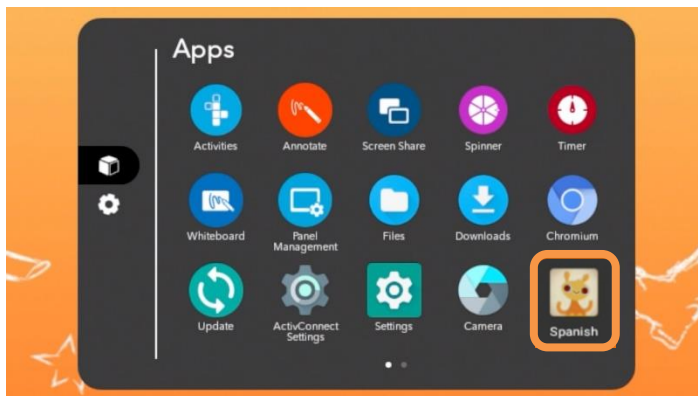 Apps
Activities
Annotate
Screen Share
Spinner
Timer
Whiteboard
Panel
Management
Files
Downloads
Chromium
Update
ActivConnect
Settings
Settings
Camera
Spanish